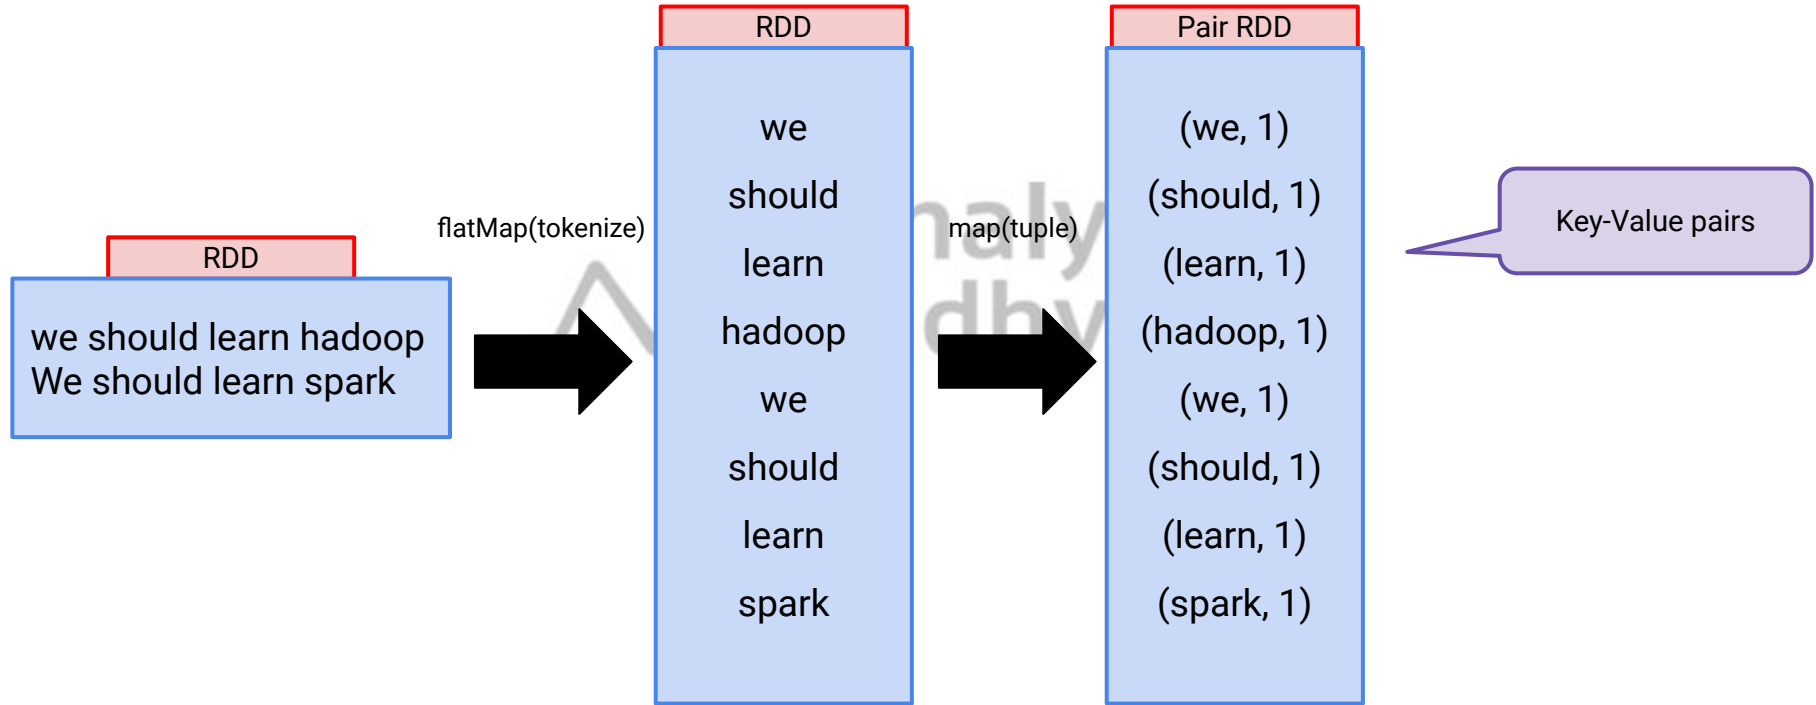 RDD
we should learn hadoop
We should learn spark
flatMap(tokenize)
RDD
we
should
learn
hadoop
we
should
learn
spark
map(tuple)
Pair RDD
(we, 1)
(should, 1)
(learn, 1)
(hadoop, 1)
(we, 1)
(should, 1)
(learn, 1)
(spark, 1)
Key-Value pairs